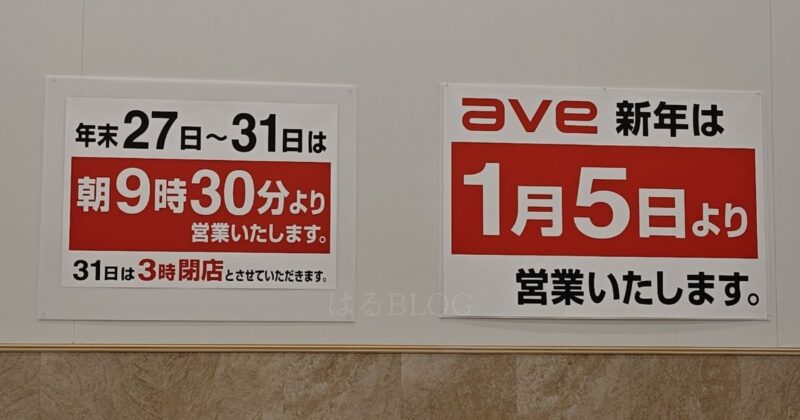 年末27日～31日は
朝9時30分より
営業いたします。
31日は3時閉店とさせていただきます。
ave 新年は
1月5日より
営業いたします。
はるBLOG